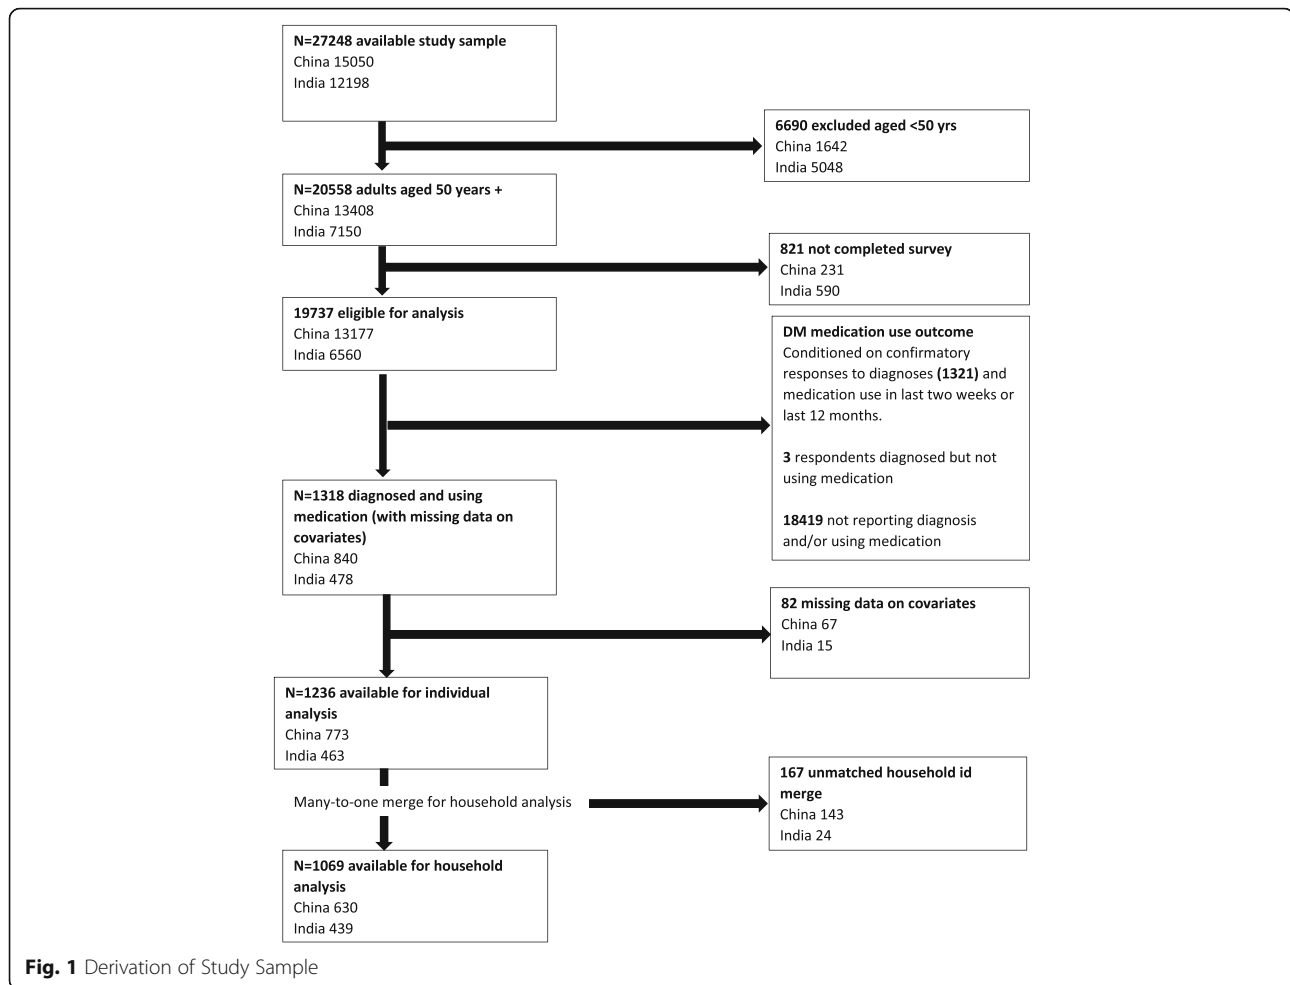 N=27248 available study sample
China 15050
India 12198
6690 excluded aged <50 yrs
China 1642
India 5048
N=20558 adults aged 50 years +
China 13408
India 7150
821 not completed survey
China 231
India 590
19737 eligible for analysis
China 13177
India 6560
DM medication use outcome
Conditioned on confirmatory
responses to diagnoses (1321) and
medication use in last two weeks or
last 12 months.
3 respondents diagnosed but not
using medication
18419 not reporting diagnosis
and/or using medication
N=1318 diagnosed and using
medication (with missing data on
covariates)
China 840
India 478
82 missing data on covariates
China 67
India 15
N=1236 available for individual
analysis
China 773
India 463
167 unmatched household id
merge
China 143
India 24
Many-to-one merge for household analysis
N=1069 available for household
analysis
China 630
India 439
Fig. 1 Derivation of Study Sample